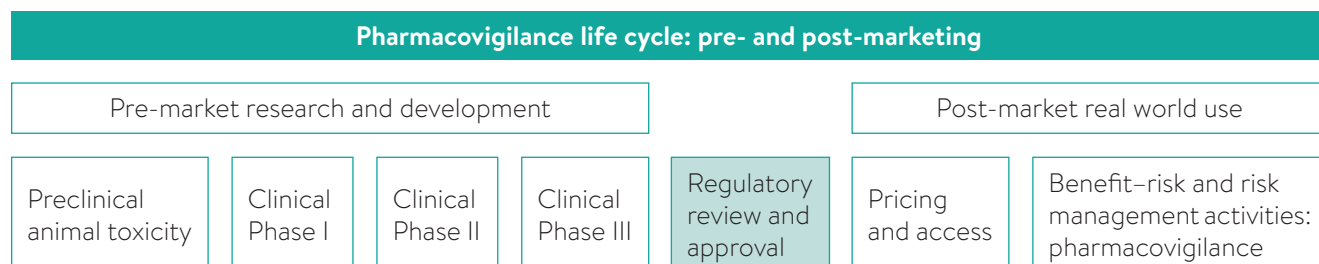 Pharmacovigilance life cycle: pre- and post-marketing
Pre-market research and development
Post-market real world use
Preclinical
animal toxicity
Clinical
Phase I
Clinical
Phase II
Clinical
Phase III
Regulatory
review and
approval
Pricing
and access
Benefit–risk and risk
management activities:
pharmacovigilance